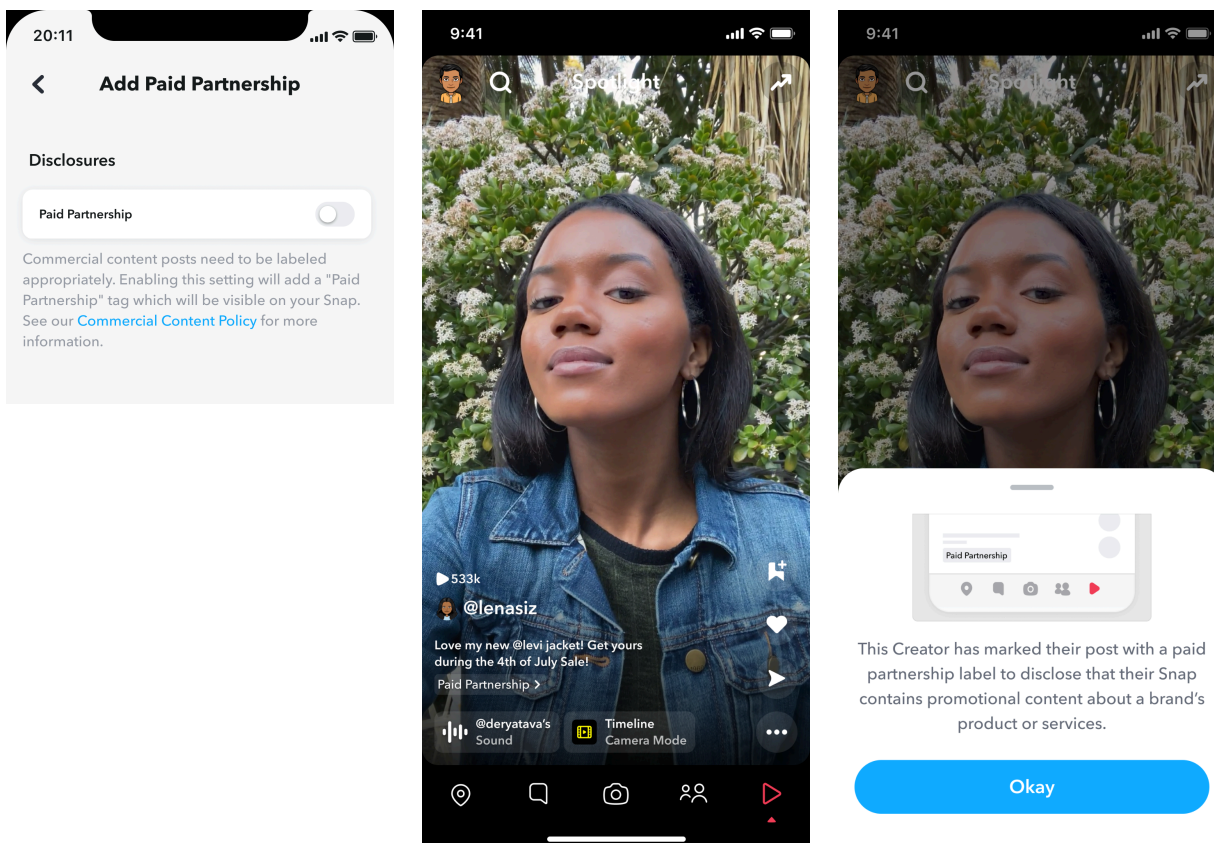 20:11
Add Paid Partnership
Disclosures
Paid Partnership
Commercial content posts need to be labeled
appropriately. Enabling this setting will add a "Paid
Partnership" tag which will be visible on your Snap.
See our Commercial Content Policy for more
information.
9:41
Spotlight
533k
@lenasiz
Love my new @levi jacket! Get yours
during the 4th of July Sale!
Paid Partnership
@deryatava's
Sound
Timeline
Camera Mode
9:41
Spotlight
Paid Partnership
This Creator has marked their post with a paid
partnership label to disclose that their Snap
contains promotional content about a brand's
product or services.
Okay